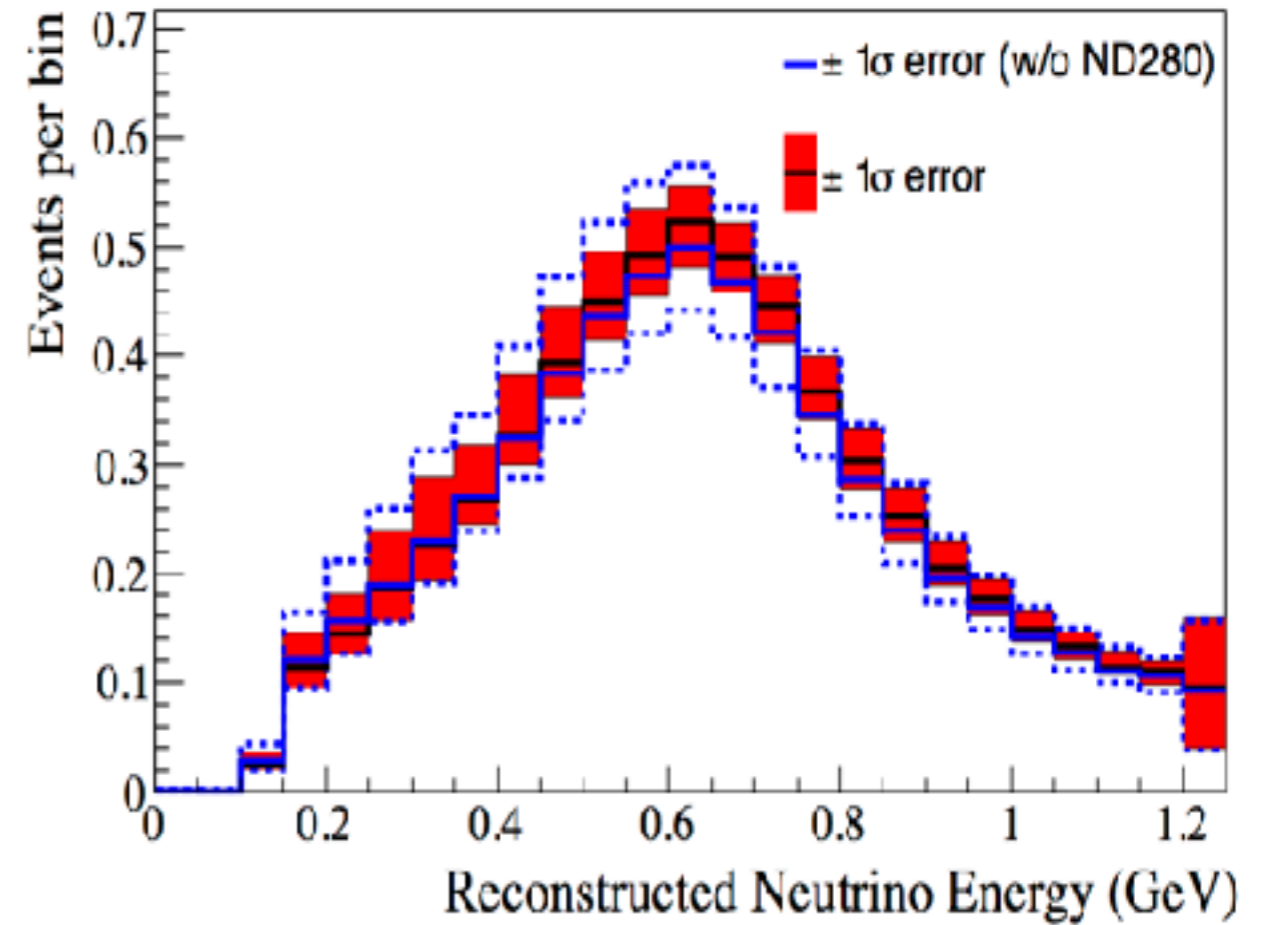 Events per bin
0.7
0.6
0.5
0.4
0.3
0.2
0.1
0
± 1σ error (w/o ND280)
± 1σ error
0 0.2 0.4 0.6 0.8 1 1.2
Reconstructed Neutrino Energy (GeV)